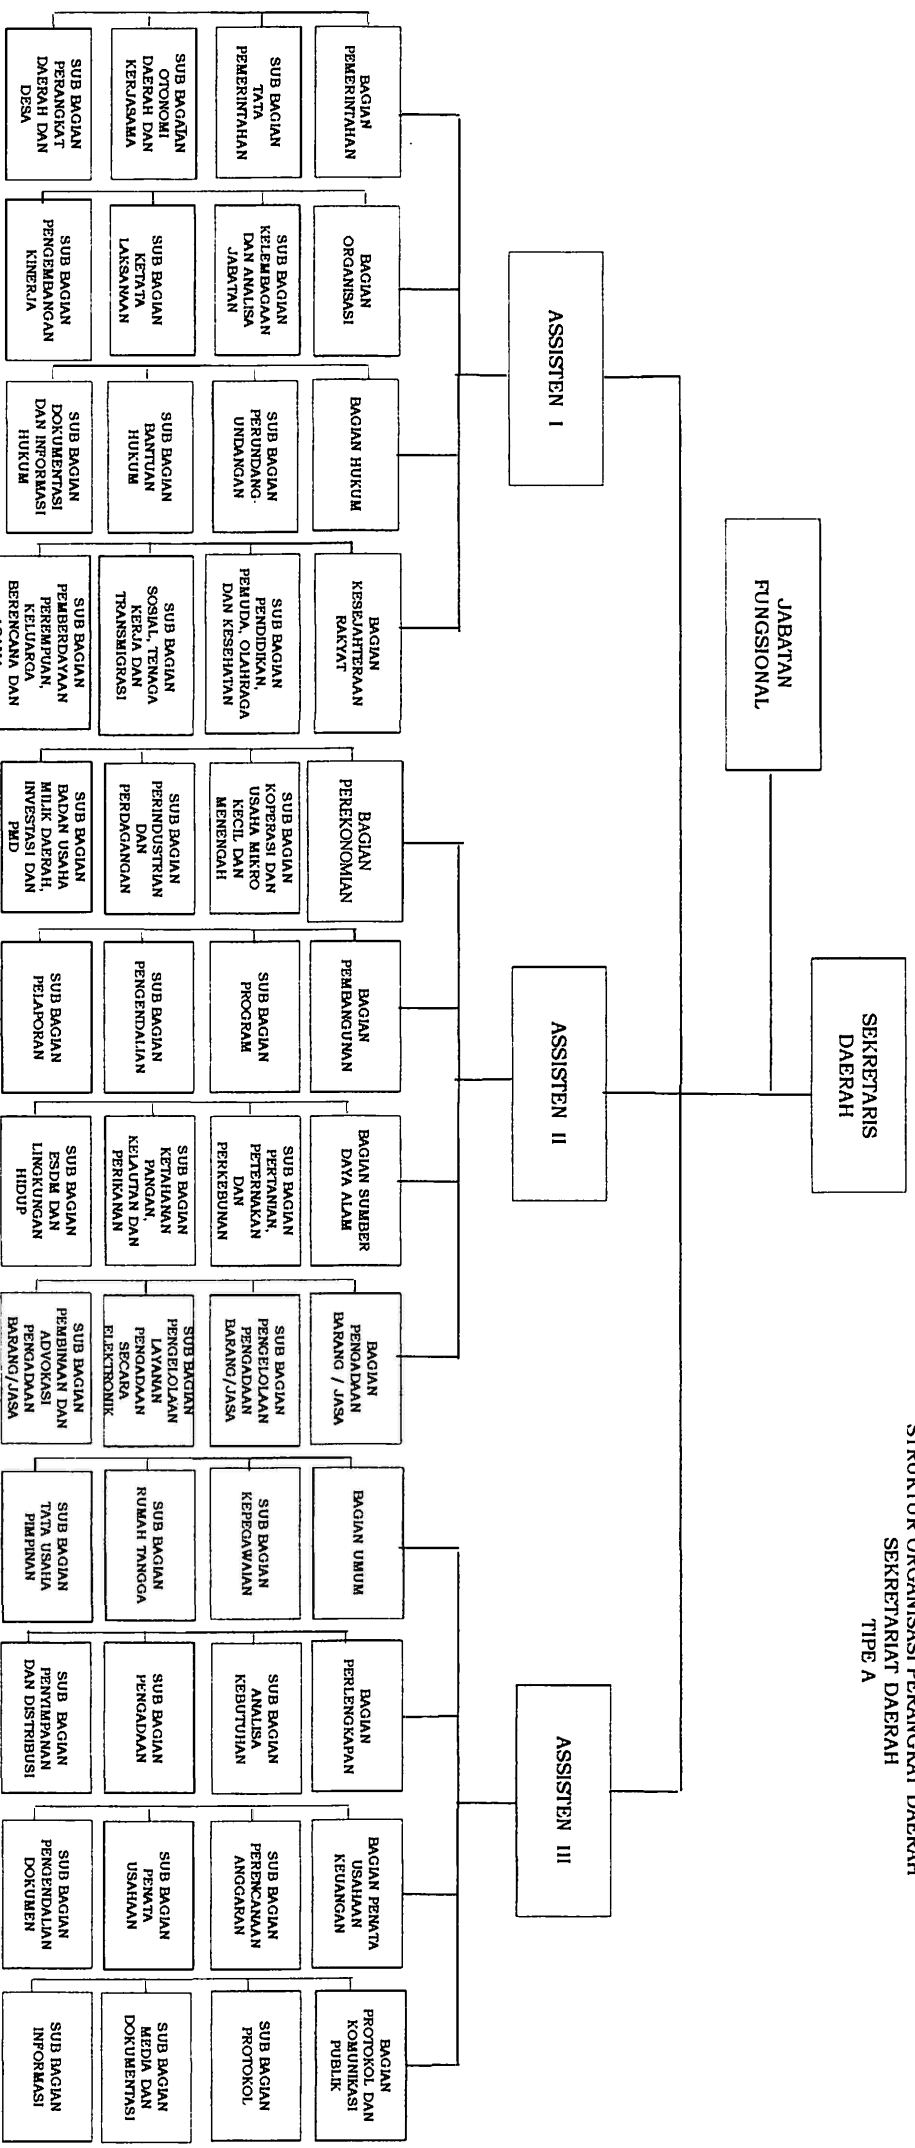 STRUKTUR ORGANISASI PERANGKAT DAERAH
SEKRETARIAT DAERAH
TIPE A
SEKRETARIS
DAERAH
JABATAN
FUNGSIONAL
ASSISTEN I
ASSISTEN II
ASSISTEN III
BAGIAN
PEMERINTAHAN
SUB BAGIAN
TATA
PEMERINTAHAN
SUB BAGATAN
OTONOMI
DAERAH DAN
KERJASAMA
SUB BAGIAN
PERANGKAT
DAERAH DAN
DESA
BAGIAN
ORGANISASI
SUB BAGIAN
KELEMBAGAAN
DAN ANALISA
JABATAN
SUB BAGIAN
KETATA
LAKSANAAN
SUB BAGIAN
PENGEMBANGAN
KINERJA
BAGIAN HUKUM
SUB BAGIAN
PERUNDANG-
UNDANGAN
SUB BAGIAN
BANTUAN
HUKUM
SUB BAGIAN
DOKUMENTASI
DAN INFORMASI
HUKUM
BAGIAN
KESEJAHTERAAN
RAKYAT
SUB BAGIAN
PENDIDIKAN,
PEMUDA, OLAHRAGA
DAN KESEHATAN
SUB BAGIAN
SOSIAL, TENAGA
KERJA DAN
TRANSMIGRASI
SUB BAGIAN
PEMBERDAYAAN
PEREMPUAN,
KELUARGA
BERENCANA DAN
BAGIAN
PEREKONOMIAN
SUB BAGIAN
KOPERASI DAN
USAHA MIKRO
KECIL DAN
MENENGAH
SUB BAGIAN
PERINDUSTRIAN
DAN
PERDAGANGAN
SUB BAGIAN
BADAN USAHA
MILIK DAERAH,
INVESTASI DAN
PMD
BAGIAN
PEMBANGUNAN
SUB BAGIAN
PROGRAM
SUB BAGIAN
PENGENDALIAN
SUB BAGIAN
PELAPORAN
BAGIAN SUMBER
DAYA ALAM
SUB BAGIAN
PERTANIAN,
PETERNAKAN
DAN
PERKEBUNAN
SUB BAGIAN
KETAHANAN
PANGAN,
KELAUTAN DAN
PERIKANAN
SUB BAGIAN
ESDM DAN
LINGKUNGAN
HIDUP
BAGIAN
PENGADAAN
BARANG / JASA
SUB BAGIAN
PENGELOLAAN
PENGADAAN
BARANG/JASA
SUB BAGIAN
PENGELOLAAN
LAYANAN
PENGADAAN
SECARA
ELEKTRONIK
SUB BAGIAN
PEMBINAAN DAN
ADVOKASI
PENGADAAN
BARANG/JASA
BAGIAN UMUM
SUB BAGIAN
KEPEGAWAIAN
SUB BAGIAN
RUMAH TANGGA
SUB BAGIAN
TATA USAHA
PIMPINAN
BAGIAN
PERLENGKAPAN
SUB BAGIAN
ANALISA
KEBUTUHAN
SUB BAGIAN
PENGADAAN
SUB BAGIAN
PENYIMPANAN
DAN DISTRIBUSI
BAGIAN PENATA
USAHAAN
KEUANGAN
SUB BAGIAN
PERENCANAAN
ANGGARAN
SUB BAGIAN
PENATA
USAHAAN
SUB BAGIAN
PENGENDALIAN
DOKUMEN
BAGIAN
PROTOKOL DAN
KOMUNIKASI
PUBLIK
SUB BAGIAN
PROTOKOL
SUB BAGIAN
MEDIA DAN
DOKUMENTASI
SUB BAGIAN
INFORMASI